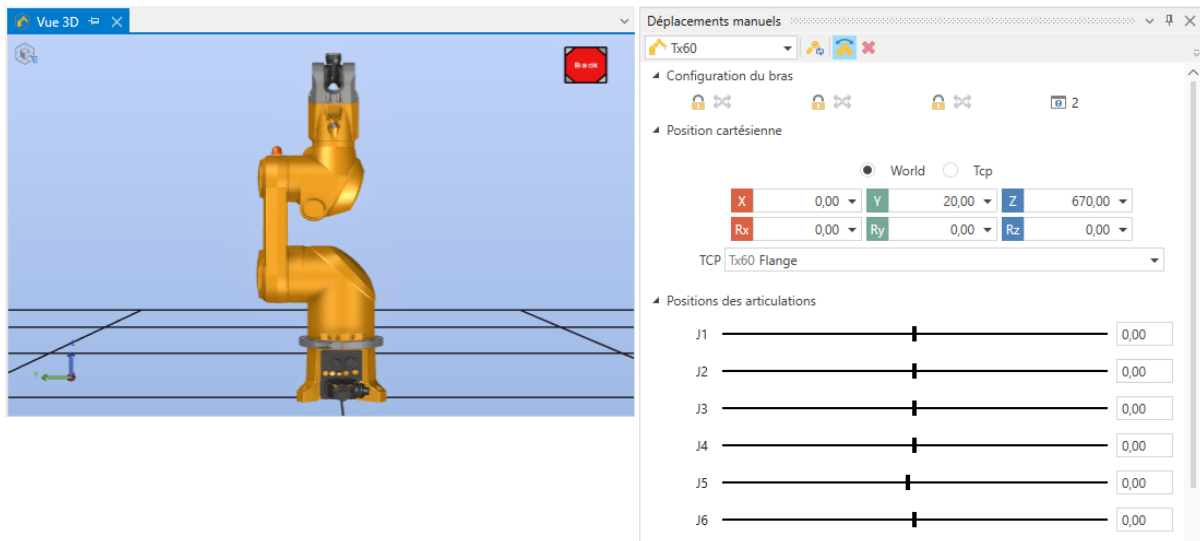 Vue 3D
Back
Y
Déplacements manuels
Tx60
Configuration du bras
2
Position cartésienne
World Tcp
X 0,00 Y 20,00 Z 670,00
Rx 0,00 Ry 0,00 Rz 0,00
TCP Tx60 Flange
Positions des articulations
J1 0,00
J2 0,00
J3 0,00
J4 0,00
J5 0,00
J6 0,00